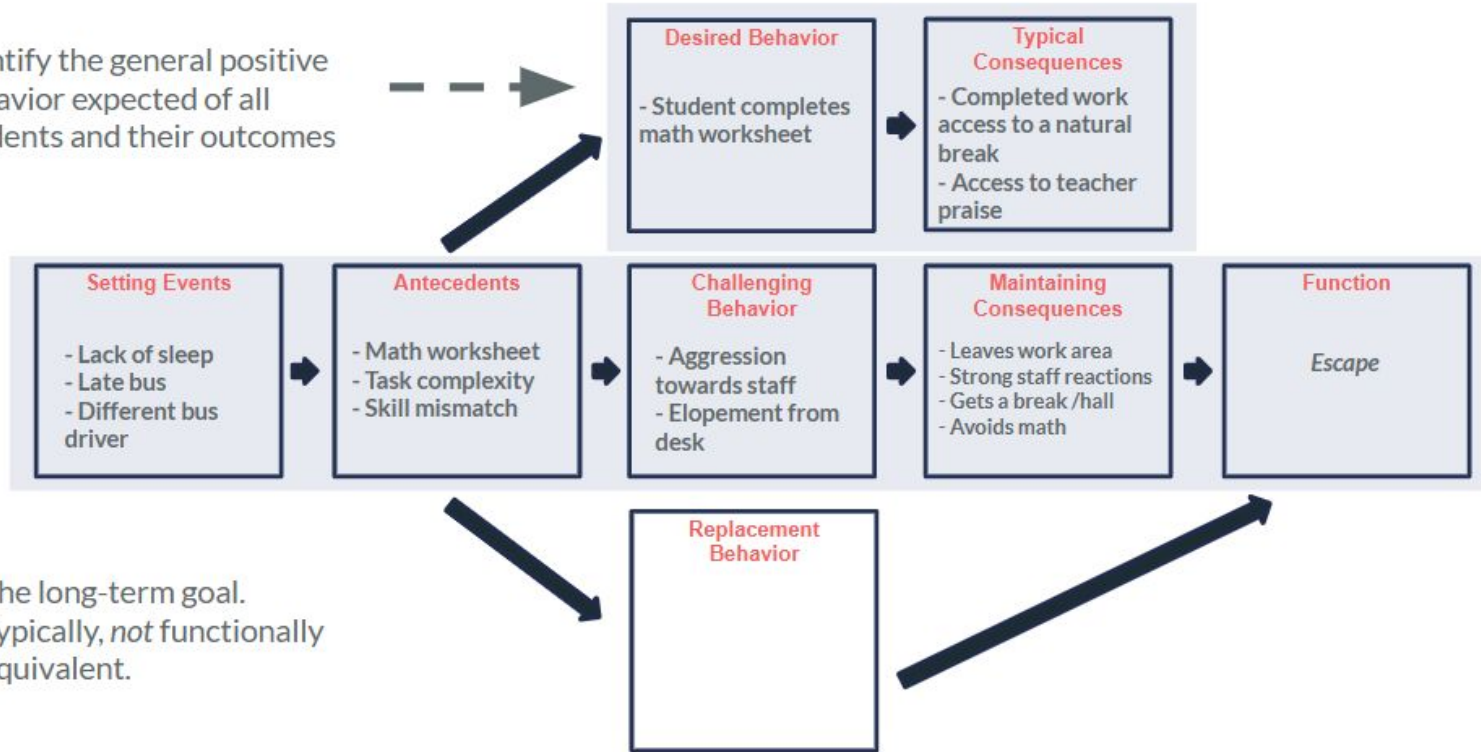 ntify the general positive
avior expected of all
dents and their outcomes
Desired Behavior
- Student completes
math worksheet
Typical
Consequences
- Completed work
access to a natural
break
- Access to teacher
praise
Setting Events
- Lack of sleep
- Late bus
- Different bus
driver
Antecedents
- Math worksheet
- Task complexity
- Skill mismatch
Challenging
Behavior
- Aggression
towards staff
- Elopement from
desk
Maintaining
Consequences
- Leaves work area
- Strong staff reactions
- Gets a break /hall
- Avoids math
Function
Escape
Replacement
Behavior
he long-term goal.
ypically, not functionally
quivalent.